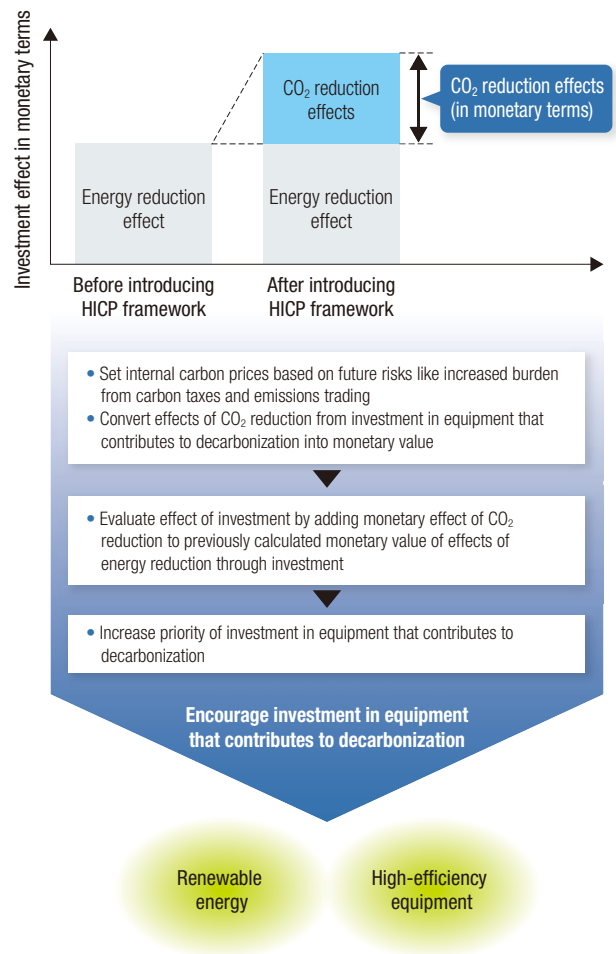 Investment effect in monetary terms
CO₂ reduction
effects
CO₂ reduction effects
(in monetary terms)
Energy reduction
effect
Energy reduction
effect
Before introducing
HICP framework
After introducing
HICP framework
• Set internal carbon prices based on future risks like increased burden
from carbon taxes and emissions trading
• Convert effects of CO₂ reduction from investment in equipment that
contributes to decarbonization into monetary value
• Evaluate effect of investment by adding monetary effect of CO₂
reduction to previously calculated monetary value of effects of
energy reduction through investment
• Increase priority of investment in equipment that contributes to
decarbonization
Encourage investment in equipment
that contributes to decarbonization
Renewable
energy
High-efficiency
equipment